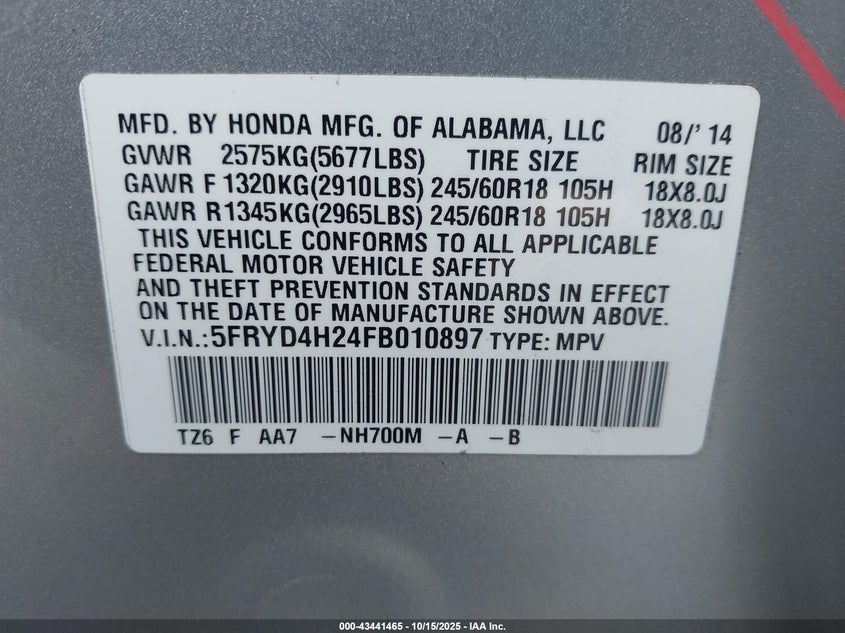 MFD. BY HONDA MFG. OF ALABAMA, LLC 08/' 14
GVWR 2575KG(5677LBS) TIRE SIZE RIM SIZE
GAWR F 1320KG(2910LBS) 245/60R18 105H 18X8.0J
GAWR R 1345KG(2965LBS) 245/60R18 105H 18X8.0J
THIS VEHICLE CONFORMS TO ALL APPLICABLE
FEDERAL MOTOR VEHICLE SAFETY
AND THEFT PREVENTION STANDARDS IN EFFECT
ON THE DATE OF MANUFACTURE SHOWN ABOVE.
V.I.N.: 5FRYD4H24FB010897 TYPE: MPV
TZ6 F AA7 -NH700M -A -B
000-43441465 - 10/15/2025 - IAA Inc.